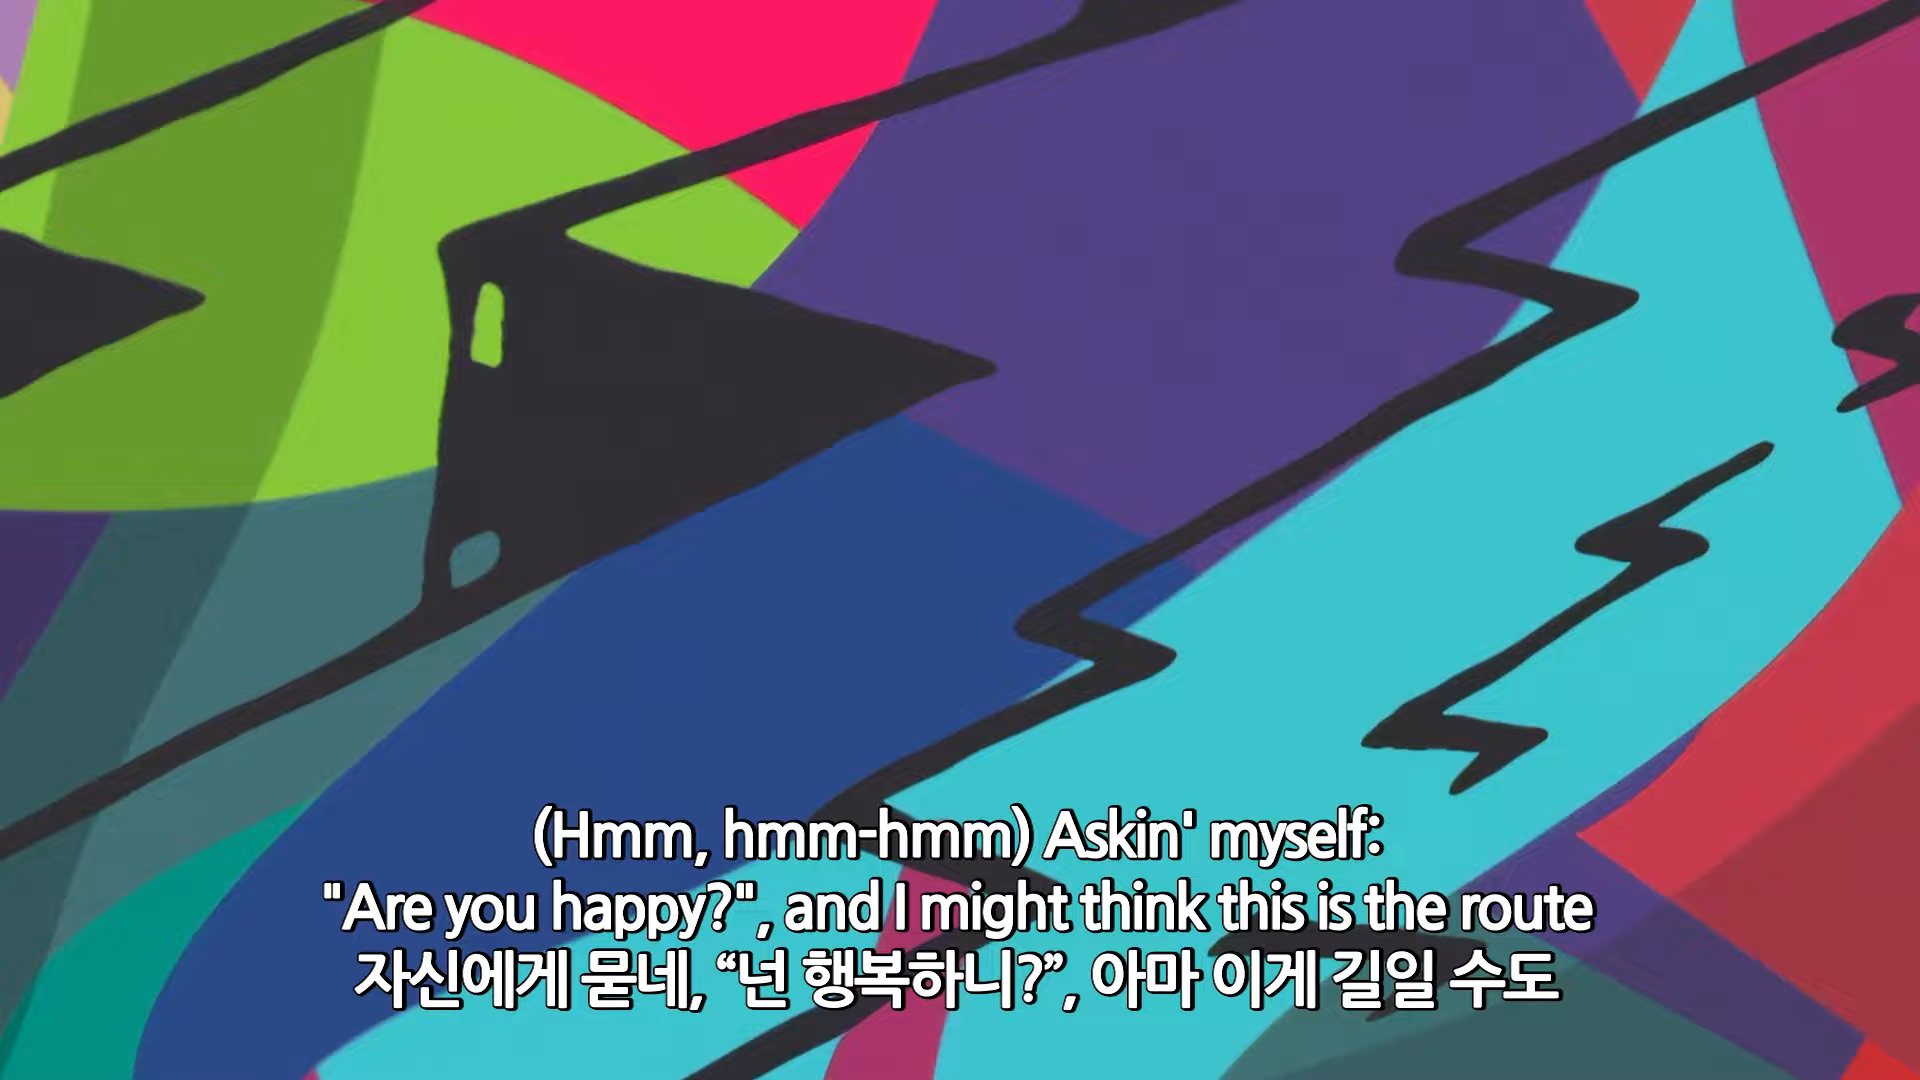 (Hmm, hmm-hmm) Askin' myself:
"Are you happy?", and I might think this is the route
자신에게 묻네, “넌 행복하니?”, 아마 이게 길일 수도